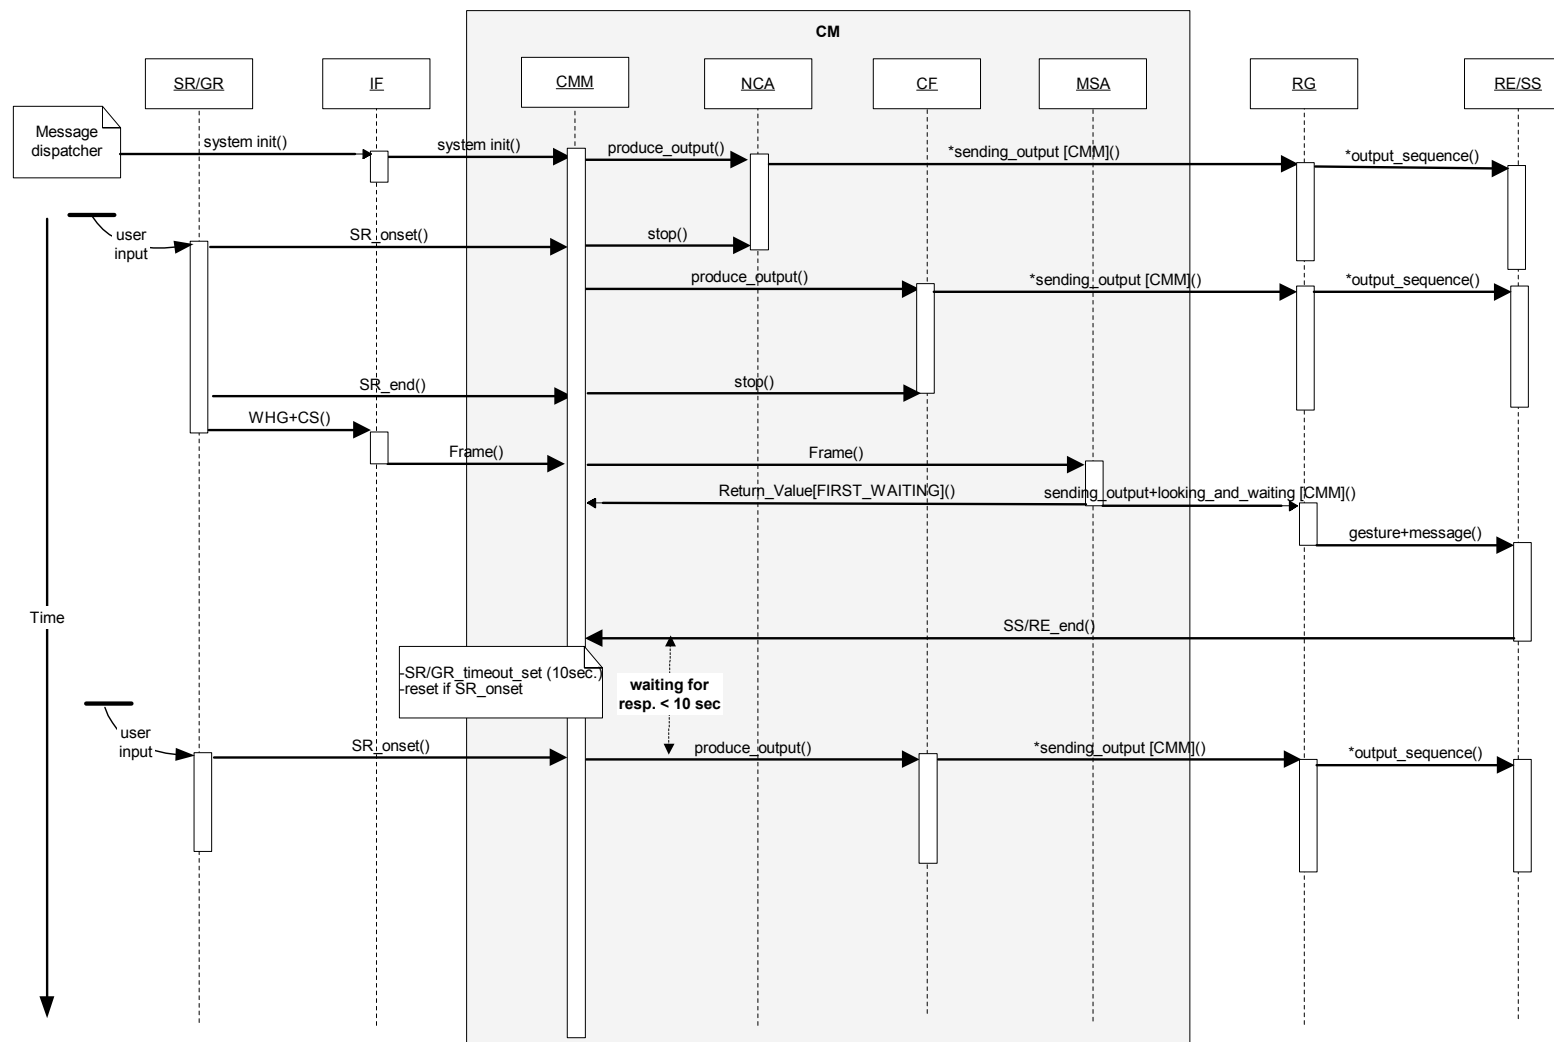 CM
SR/GR
IF
CMM
NCA
CF
MSA
RG
RE/SS
Message
dispatcher
system init()
system init()
produce_output()
*sending_output [CMM]()
*output_sequence()
user
input
SR_onset()
stop()
produce_output()
*sending_output [CMM]()
*output_sequence()
SR_end()
stop()
WHG+CS()
Frame()
Frame()
Return_Value[FIRST_WAITING]()
sending_output+looking_and_waiting [CMM]()
gesture+message()
Time
SS/RE_end()
-SR/GR_timeout_set (10sec.)
-reset if SR_onset
waiting for
resp. < 10 sec
user
input
SR_onset()
produce_output()
*sending_output [CMM]()
*output_sequence()